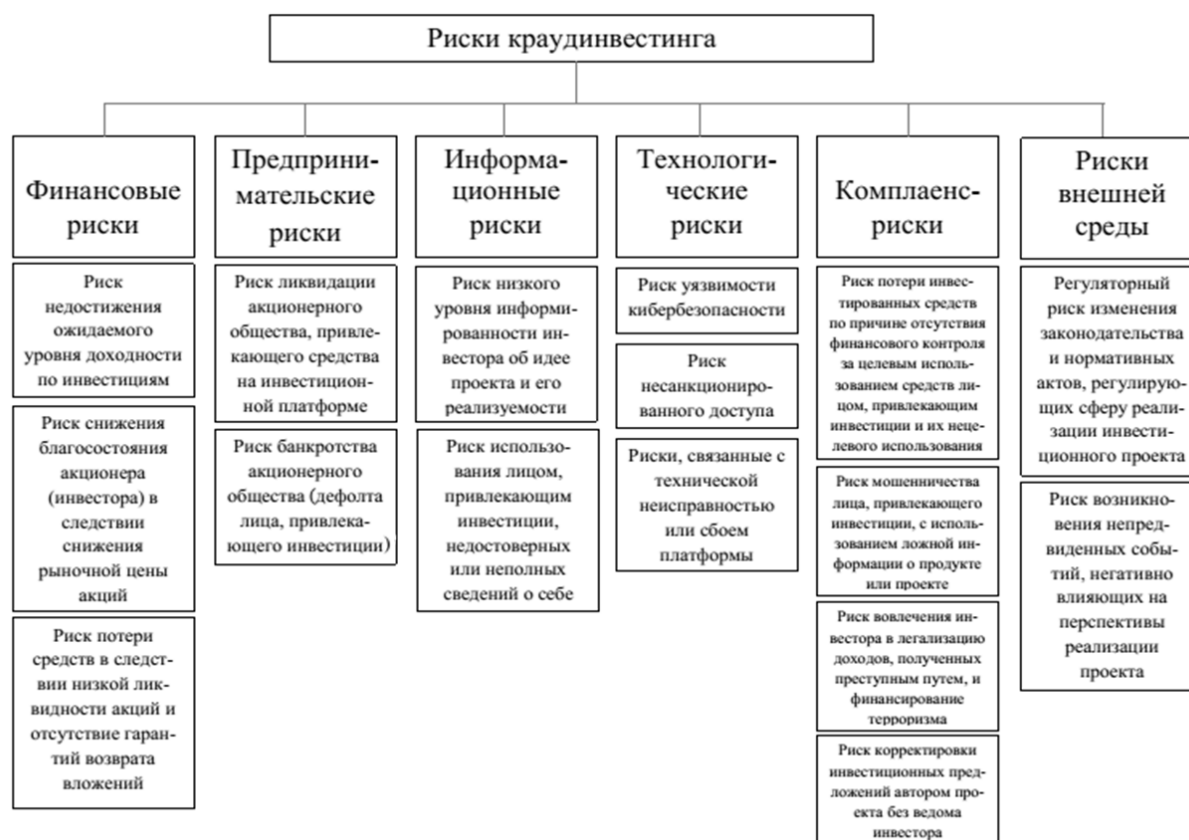 Риски краудинвестинга
Финансовые
риски
Риск
недостижения
ожидаемого
уровня доходности
по инвестициям
Риск снижения
благосостояния
акционера
(инвестора) в
следствии
снижения
рыночной цены
акций
Риск потери
средств в следст-
вии низкой лик-
видности акций и
отсутствие гаран-
тий возврата
вложений
Предприни-
мательские
риски
Риск ликвидации
акционерного
общества, привле-
кающего средства
на инвестицион-
ной платформе
Риск банкротства
акционерного
общества (дефолта
лица, привлека-
ющего инвестиции)
Информа-
ционные
риски
Риск низкого
уровня информи-
рованности ин-
вестора об идее
проекта и его
реализуемости
Риск использо-
вания лицом,
привлекающим
инвестиции,
недостоверных
или неполных
сведений о себе
Технологи-
ческие
риски
Риск уязвимости
кибербезопасности
Риск
несанкциониро-
ванного доступа
Риски, связанные с
технической
неисправностью
или сбоем
платформы
Комплаенс-
риски
Риск потери инвес-
тированных средств
по причине отсутствия
финансового контроля
за целевым исполь-
зованием средств ли-
цом, привлекающим
инвестиции и их неце-
левого использования
Риск мошенничества
лица, привлекающего
инвестиции, с исполь-
зованием ложной ин-
формации о продукте
или проекте
Риск вовлечения ин-
вестора в легализацию
доходов, полученных
преступным путем, и
финансирование
терроризма
Риск корректировки
инвестиционных пред-
ложений автором про-
екта без ведома
инвестора
Риски
внешней
среды
Регуляторный
риск изменения
законодательства
и нормативных
актов, регулирую-
щих сферу реали-
зации инвести-
ционного проекта
Риск возникно-
вения непред-
виденных собы-
тий, негативно
влияющих на
перспективы
реализации
проекта